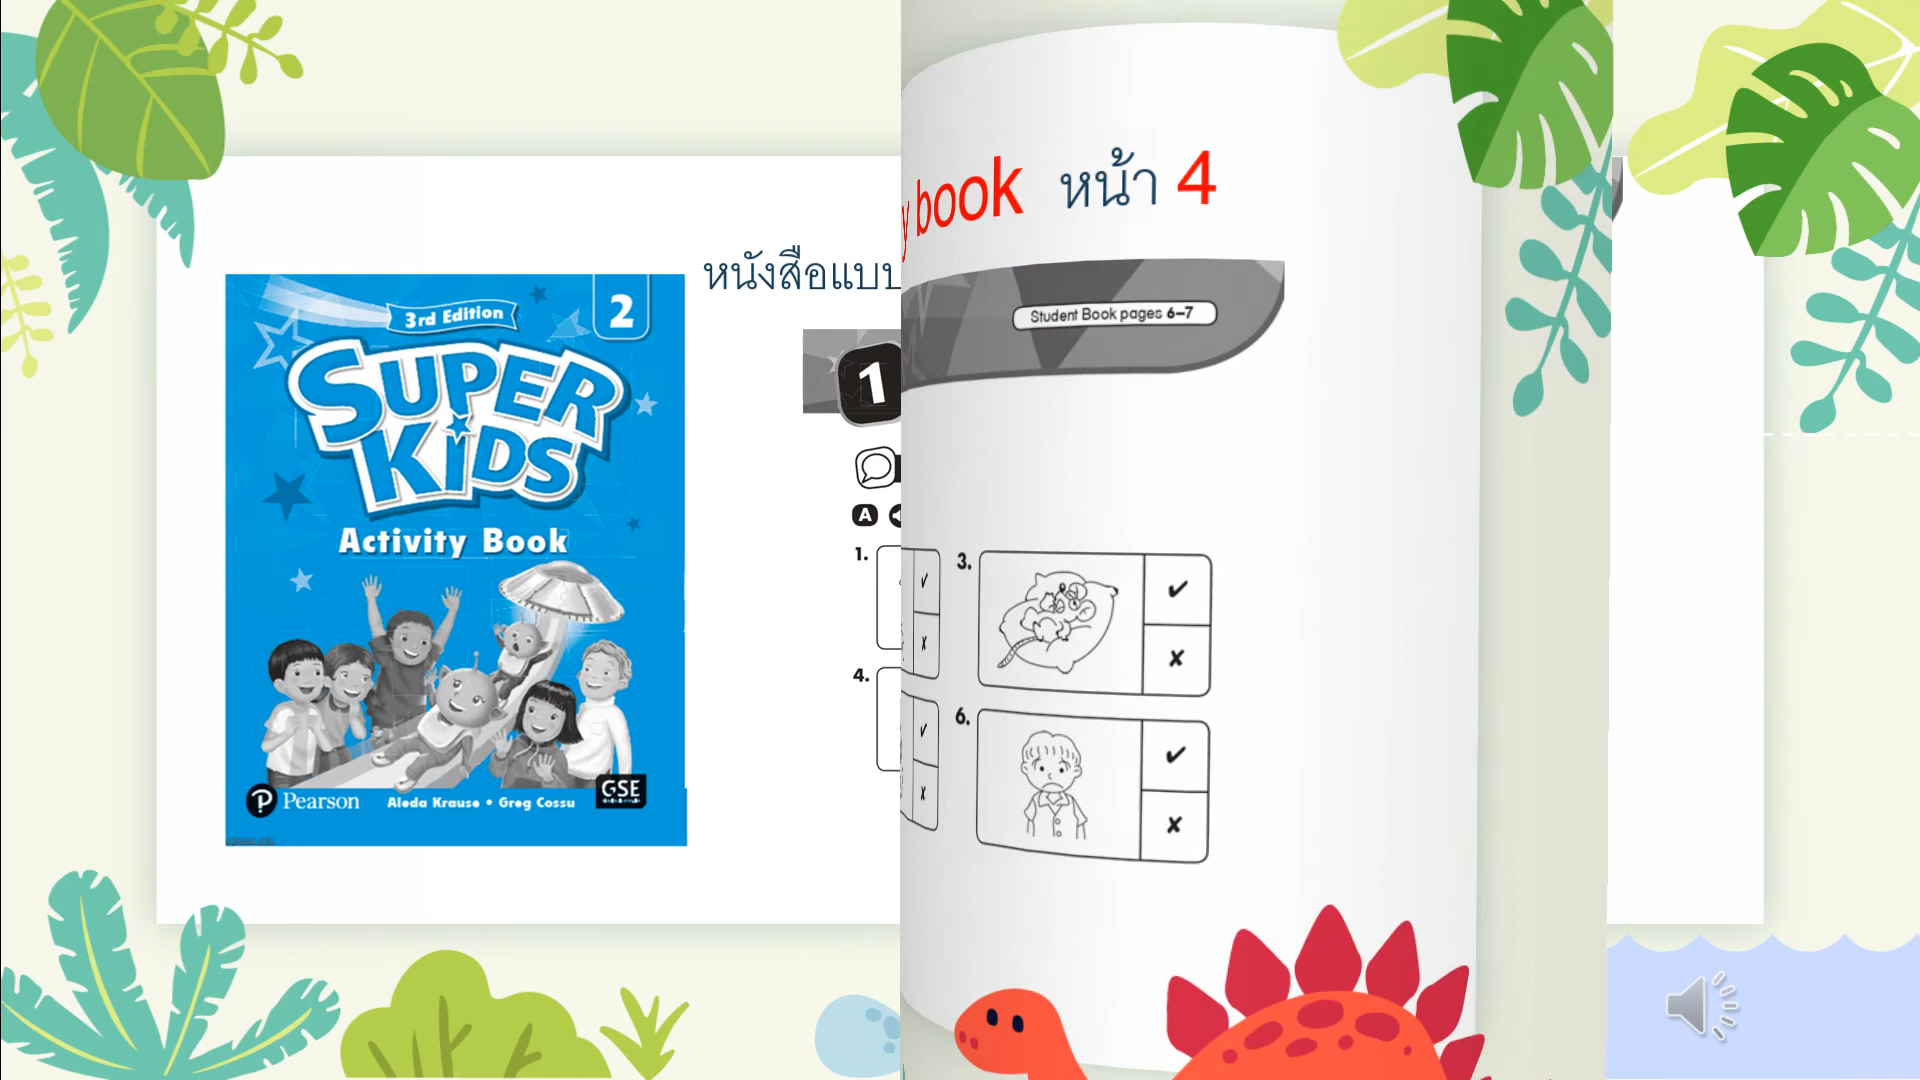 หนังสือแบบ
book หน้า 4
3rd Edition
2
SUPER
KiDS
Activity Book
Pearson
Aleda Krause • Greg Cossu
GSE
1
Student Book pages 6–7
A
1.
✓
✗
3.
✔
✘
4.
✓
✗
6.
✔
✘